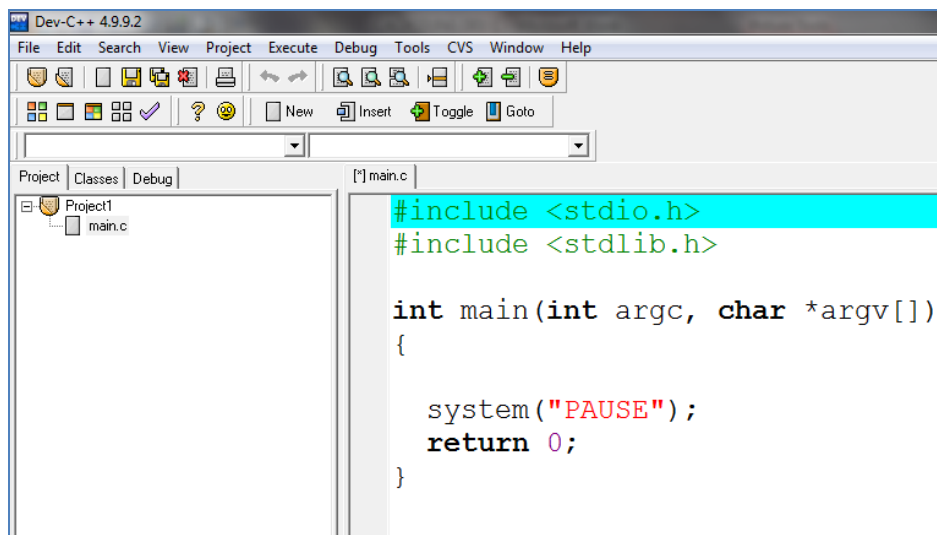 Dev-C++ 4.9.9.2
File Edit Search View Project Execute Debug Tools CVS Window Help
New Insert Toggle Goto
Project Classes Debug
[*] main.c
Project1
main.c
#include <stdio.h>
#include <stdlib.h>
int main(int argc, char *argv[])
{
system("PAUSE");
return 0;
}